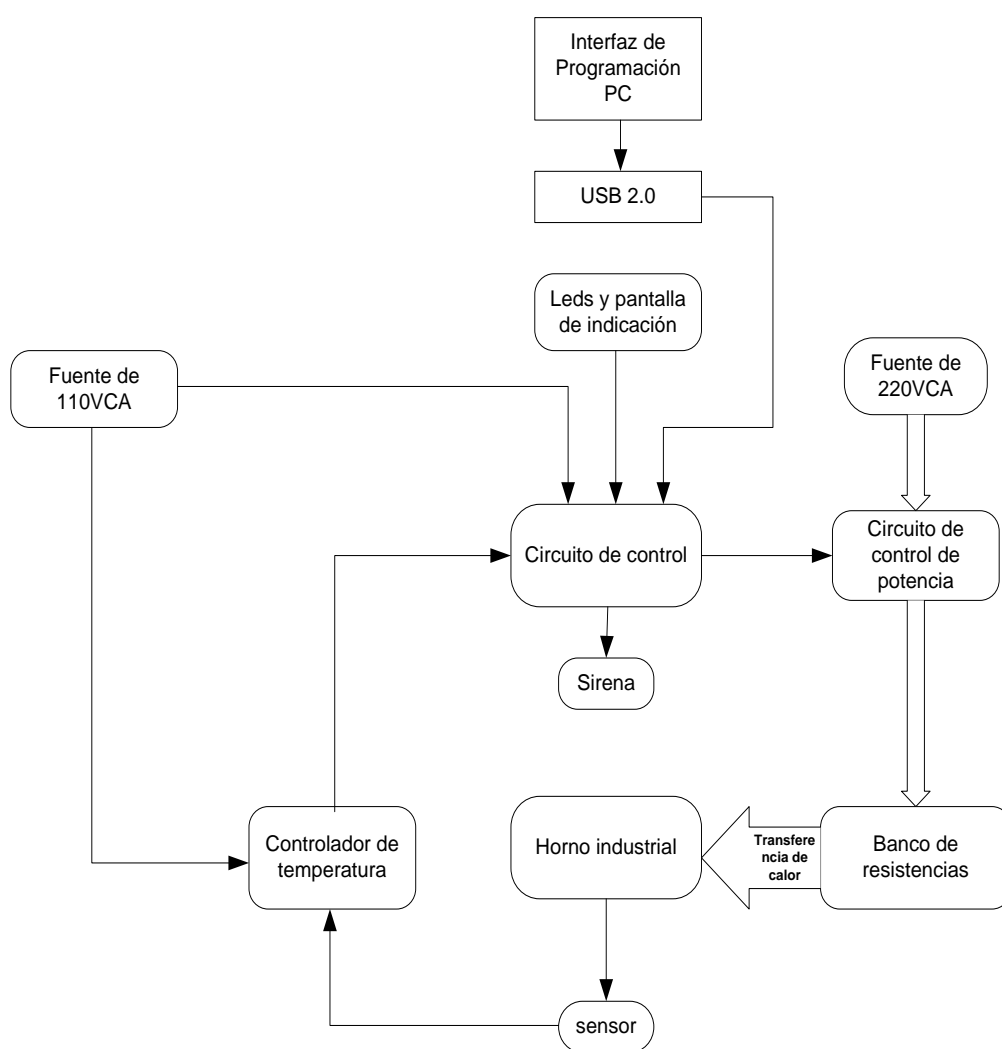 Interfaz de
Programación
PC
USB 2.0
Leds y pantalla
de indicación
Fuente de
110VCA
Fuente de
220VCA
Circuito de control
Circuito de
control de
potencia
Sirena
Controlador de
temperatura
Horno industrial
Transfere
ncia de
calor
Banco de
resistencias
sensor